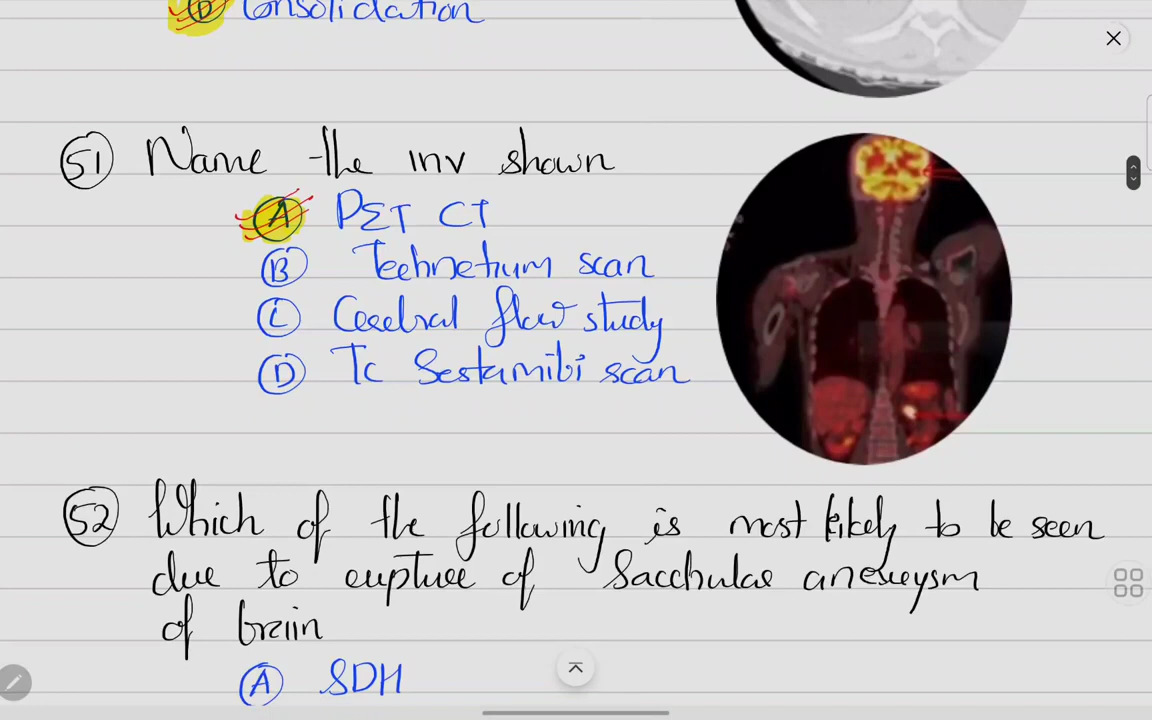 D Consolidation
51 Name the inv shown
A PET CT
B Technetium scan
C Cerebral flow study
D Tc Sestamibi scan
52 Which of the following is most likely to be seen
due to rupture of Sacchular aneurysm
of brain
A SDH